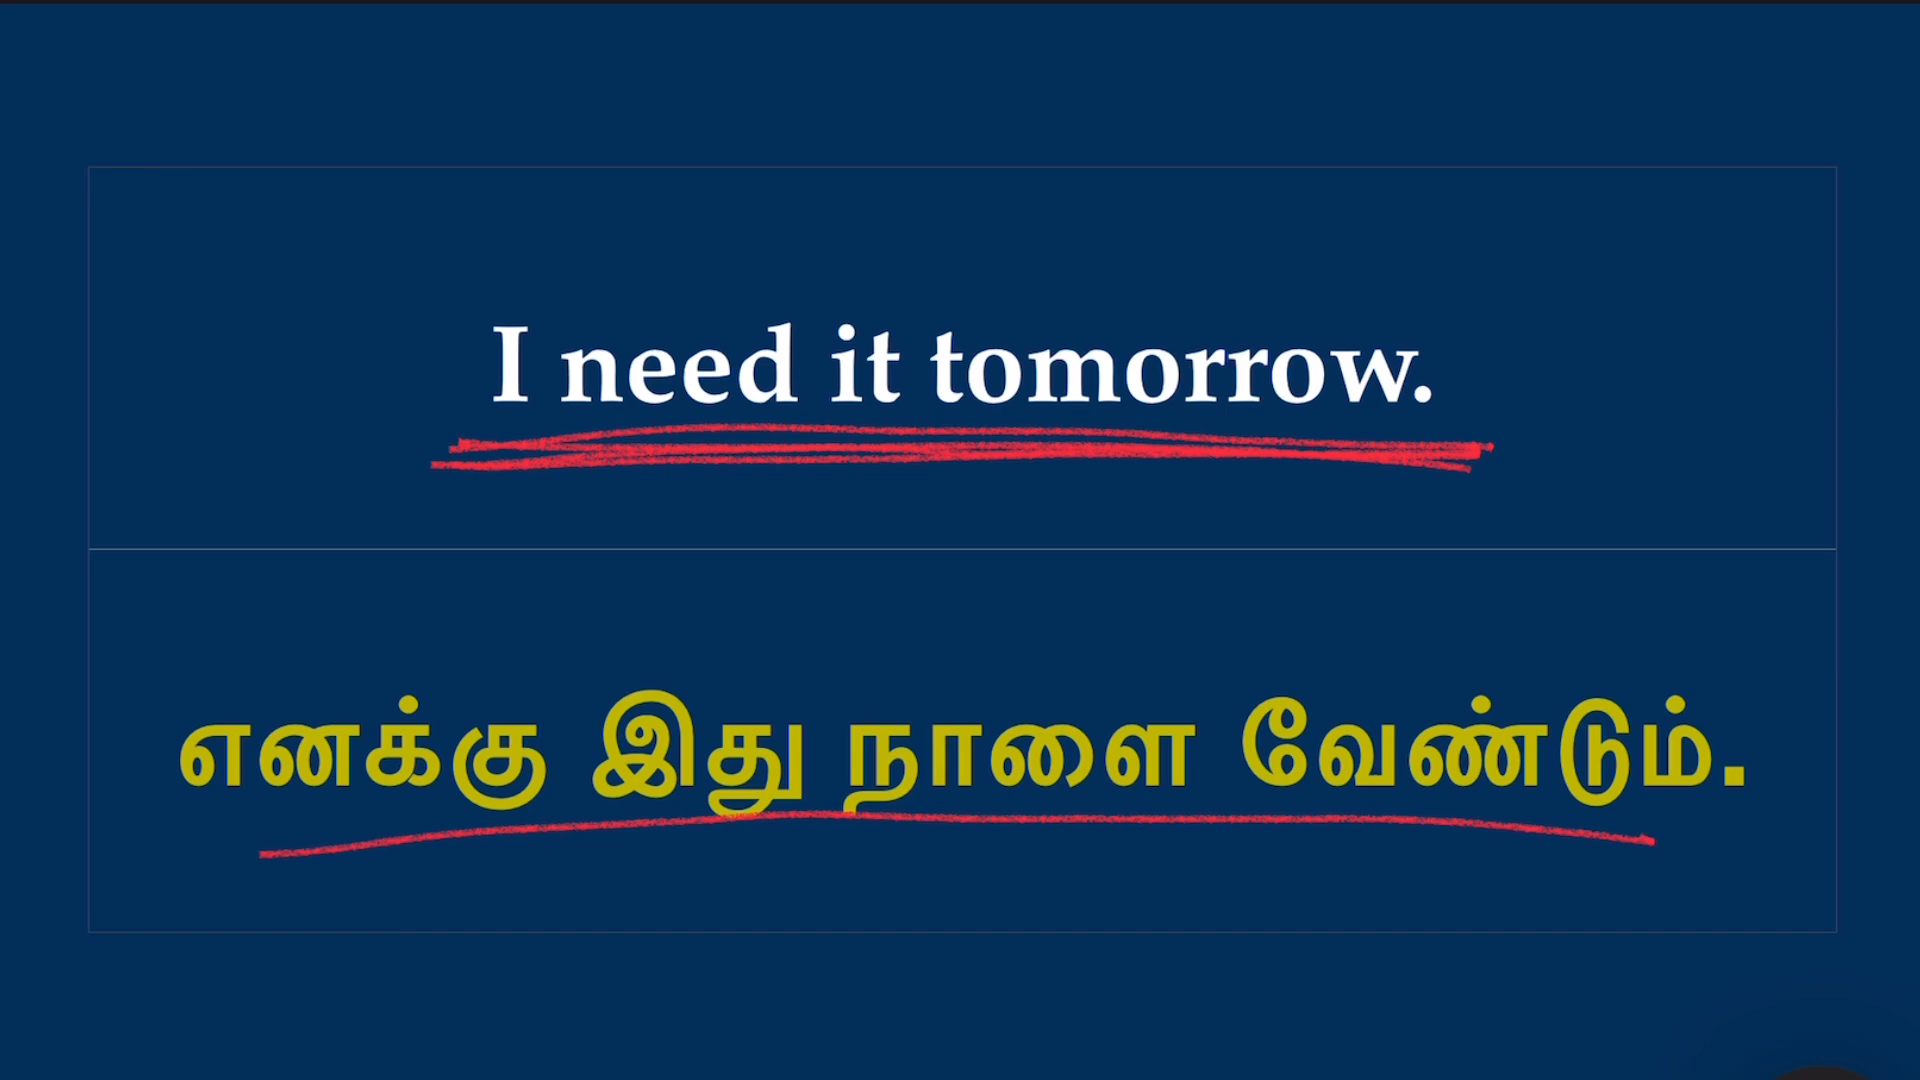 I need it tomorrow.
எனக்கு இது நாளை வேண்டும்.